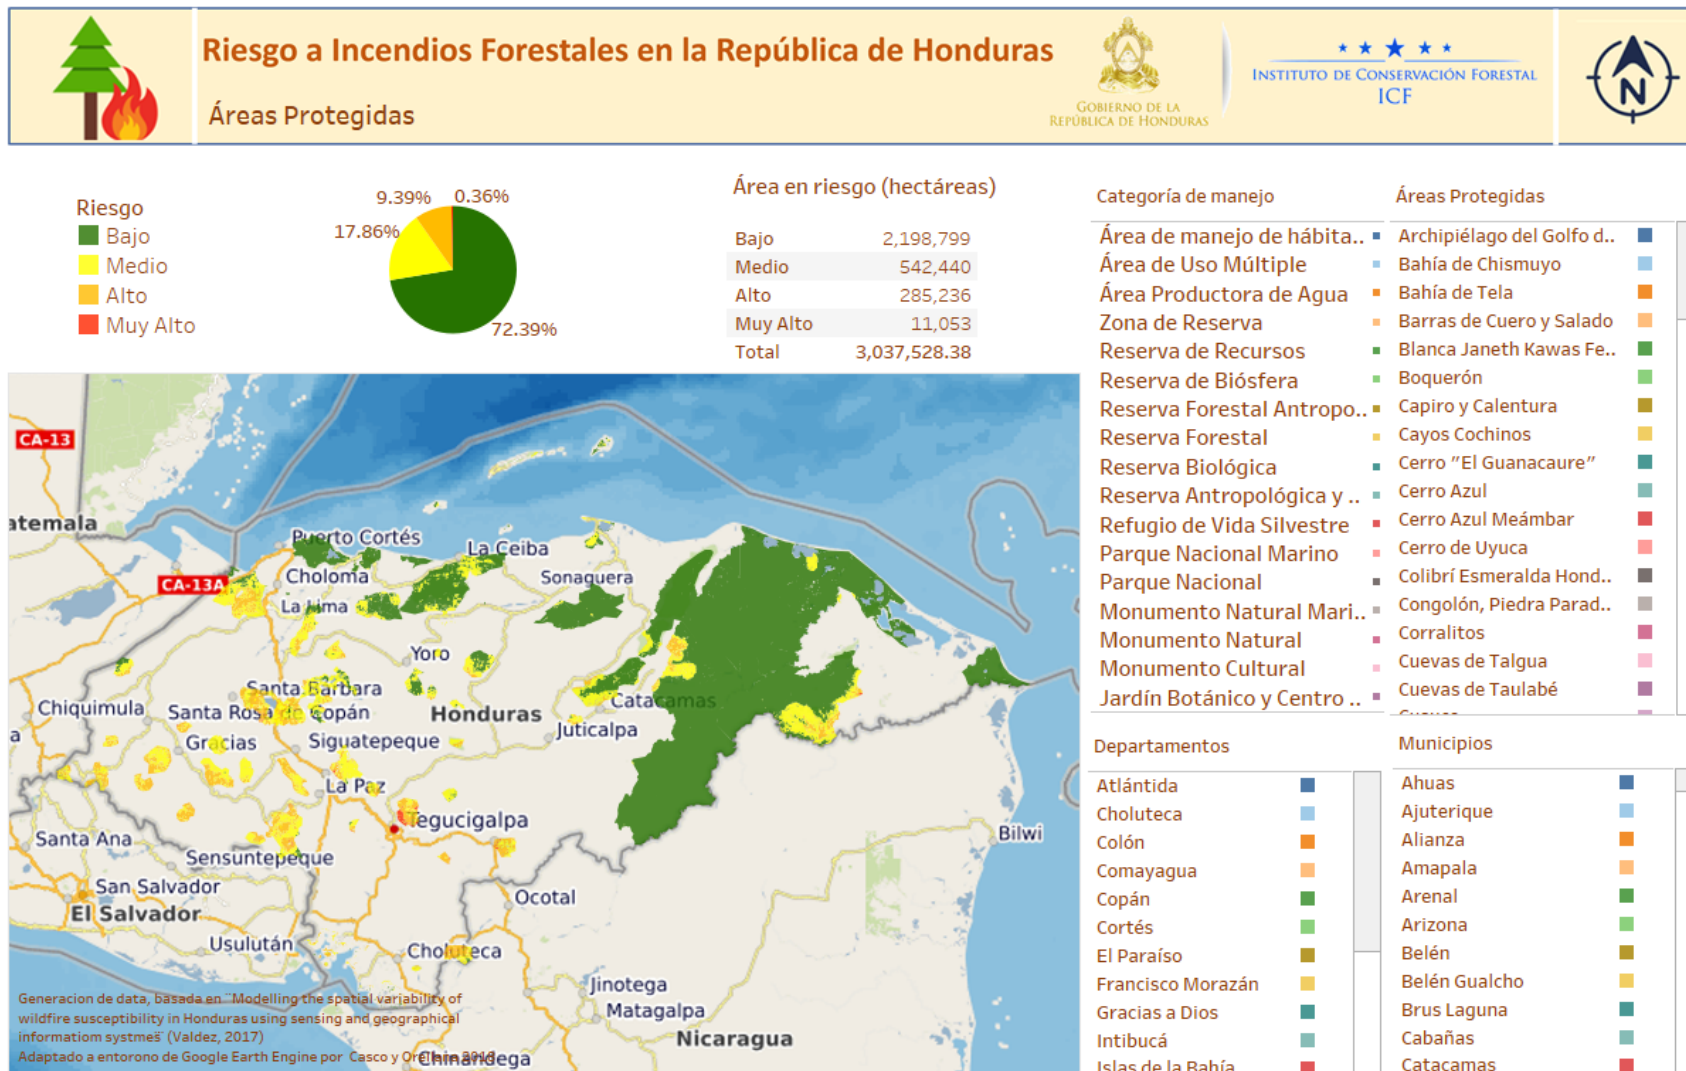 Riesgo a Incendios Forestales en la República de Honduras
Áreas Protegidas
GOBIERNO DE LA
REPÚBLICA DE HONDURAS
INSTITUTO DE CONSERVACIÓN FORESTAL
ICF
N
Riesgo
Bajo
Medio
Alto
Muy Alto
9.39%
0.36%
17.86%
72.39%
Área en riesgo (hectáreas)
Bajo 2,198,799
Medio 542,440
Alto 285,236
Muy Alto 11,053
Total 3,037,528.38
Categoría de manejo
Área de manejo de hábita..
Área de Uso Múltiple
Área Productora de Agua
Zona de Reserva
Reserva de Recursos
Reserva de Biósfera
Reserva Forestal Antropo..
Reserva Forestal
Reserva Biológica
Reserva Antropológica y ..
Refugio de Vida Silvestre
Parque Nacional Marino
Parque Nacional
Monumento Natural Mari..
Monumento Natural
Monumento Cultural
Jardín Botánico y Centro ..
Áreas Protegidas
Archipiélago del Golfo d..
Bahía de Chismuyo
Bahía de Tela
Barras de Cuero y Salado
Blanca Janeth Kawas Fe..
Boquerón
Capiro y Calentura
Cayos Cochinos
Cerro "El Guanacaure"
Cerro Azul
Cerro Azul Meámbar
Cerro de Uyuca
Colibrí Esmeralda Hond..
Congolón, Piedra Parad..
Corralitos
Cuevas de Talgua
Cuevas de Taulabé
Departamentos
Atlántida
Choluteca
Colón
Comayagua
Copán
Cortés
El Paraíso
Francisco Morazán
Gracias a Dios
Intibucá
Islas de la Bahía
Municipios
Ahuas
Ajuterique
Alianza
Amapala
Arenal
Arizona
Belén
Belén Gualcho
Brus Laguna
Cabañas
Catacamas
CA-13
atemala
Puerto Cortés
La Ceiba
CA-13A
Choloma
Sonaguera
La Lima
Yoro
Santa Bárbara
Catacamas
Chiquimula
Santa Rosa de Copán
Honduras
a
Gracias
Siguatepeque
Juticalpa
La Paz
Tegucigalpa
Santa Ana
Bilwi
Sensuntepeque
San Salvador
Ocotal
El Salvador
Usulután
Choluteca
Jinotega
Matagalpa
Nicaragua
Chinandega
Generacion de data, basada en ¨Modelling the spatial variability of
wildfire susceptibility in Honduras using sensing and geographical
informatiom systmes¨ (Valdez, 2017)
Adaptado a entorono de Google Earth Engine por Casco y